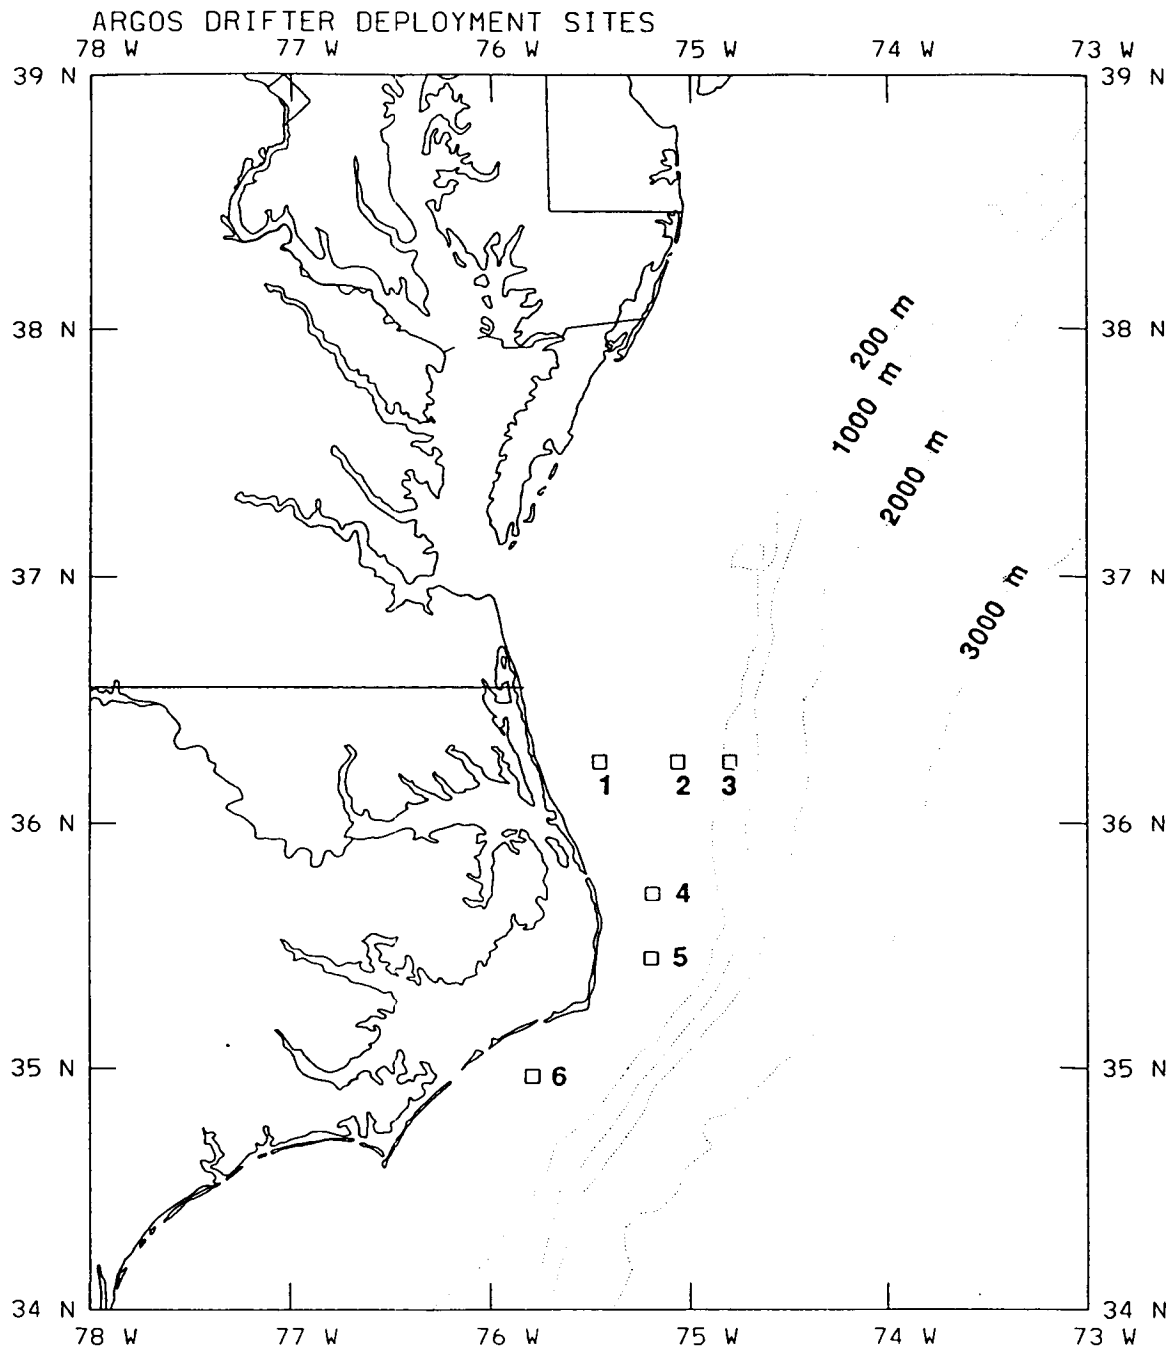 ARGOS DRIFTER DEPLOYMENT SITES
78 W 77 W 76 W 75 W 74 W 73 W
39 N 39 N
38 N 38 N
200 m
1000 m
2000 m
37 N 37 N
3000 m
1 2 3
36 N 36 N
4
5
35 N 35 N
6
34 N 34 N
78 W 77 W 76 W 75 W 74 W 73 W